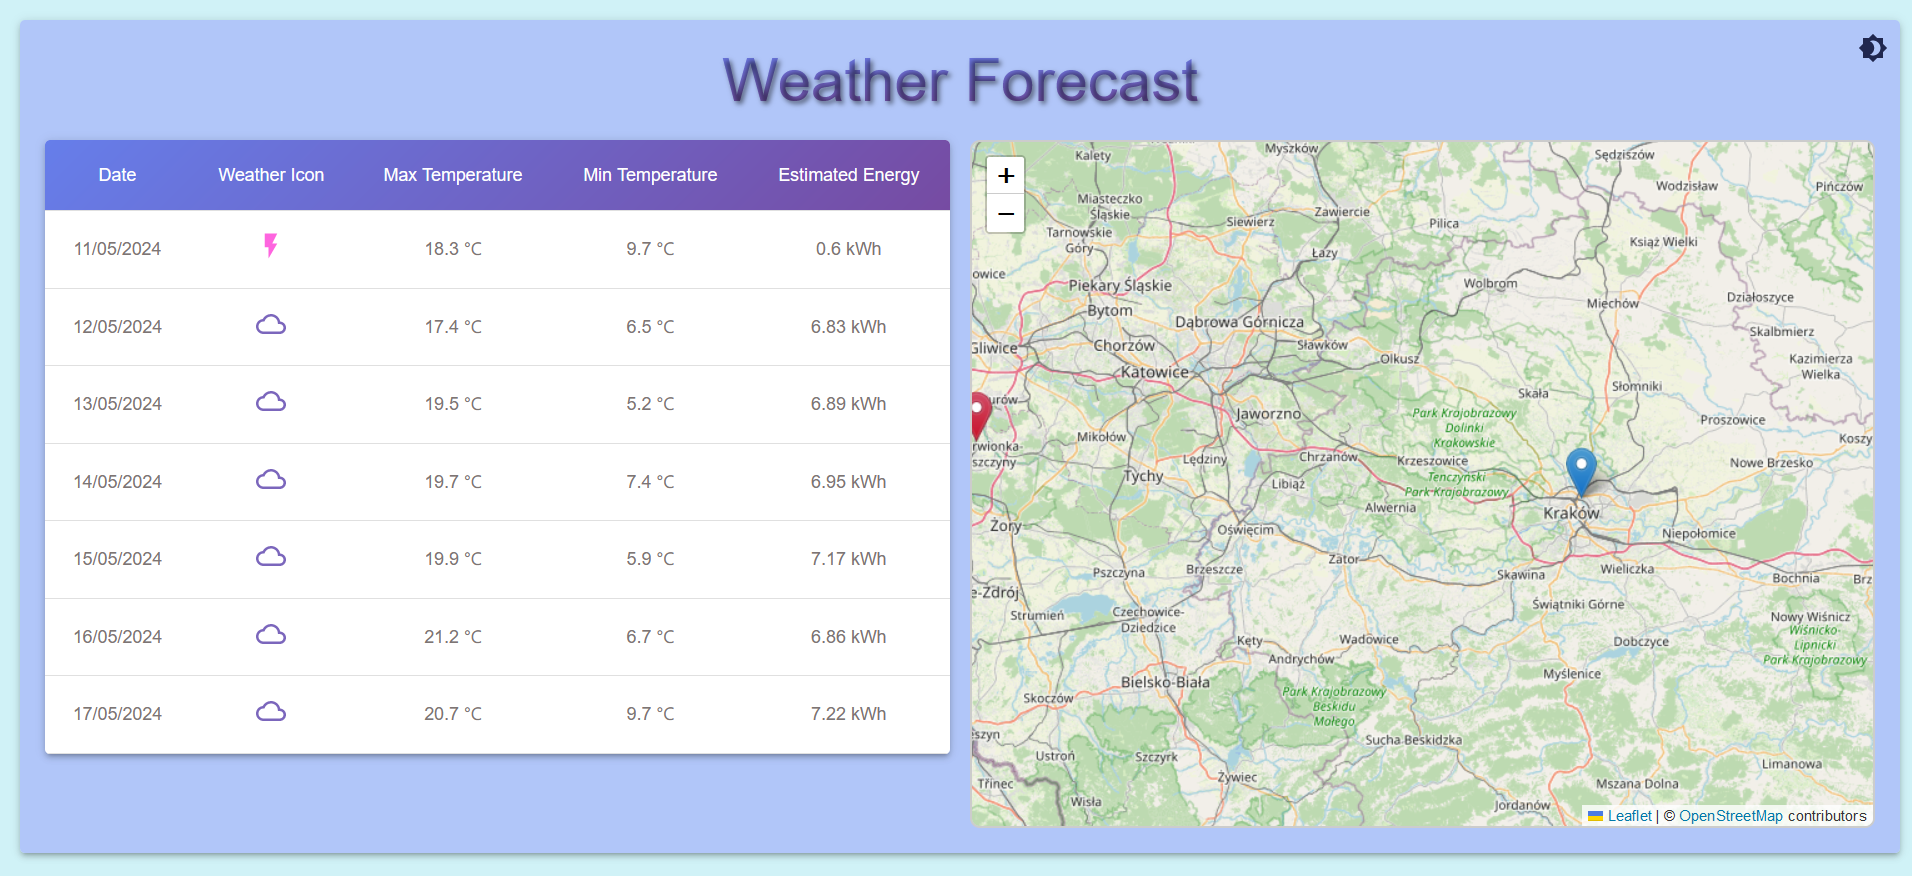 Weather Forecast
Date Weather Icon Max Temperature Min Temperature Estimated Energy
11/05/2024 18.3 °C 9.7 °C 0.6 kWh
12/05/2024 17.4 °C 6.5 °C 6.83 kWh
13/05/2024 19.5 °C 5.2 °C 6.89 kWh
14/05/2024 19.7 °C 7.4 °C 6.95 kWh
15/05/2024 19.9 °C 5.9 °C 7.17 kWh
16/05/2024 21.2 °C 6.7 °C 6.86 kWh
17/05/2024 20.7 °C 9.7 °C 7.22 kWh
+
−
Kalety
Myszków
Sędziszów
Wodzisław
Pińczów
Miasteczko
Śląskie
Siewierz
Zawiercie
Pilica
Tarnowskie
Góry
Książ Wielki
Łazy
owice
Piekary Śląskie
Wolbrom
Miechów
Działoszyce
Bytom
Dąbrowa Górnicza
Skalbmierz
Gliwice
Chorzów
Sławków
Olkusz
Kazimierza
Wielka
Katowice
Skała
Słomniki
urów
Jaworzno
Park Krajobrazowy
Dolinki
Krakowskie
Proszowice
Koszy
rwionka-
szczyny
Mikołów
Lędziny
Chrzanów
Krzeszowice
Nowe Brzesko
Tychy
Libiąż
Tenczyński
Park Krajobrazowy
Alwernia
Kraków
Żory
Oświęcim
Niepołomice
Zator
Pszczyna
Brzeszcze
Skawina
Wieliczka
Bochnia
Brz
e-Zdrój
Strumień
Czechowice-
Dziedzice
Świątniki Górne
Nowy Wiśnicz
Wiśnicko-
Lipnicki
Park Krajobrazowy
Kęty
Wadowice
Dobczyce
Andrychów
Myślenice
Bielsko-Biała
Skoczów
Park Krajobrazowy
Beskidu
Małego
eszyn
Ustroń
Szczyrk
Sucha Beskidzka
Limanowa
Třinec
Żywiec
Mszana Dolna
Wisła
Jordanów
Leaflet | © OpenStreetMap contributors